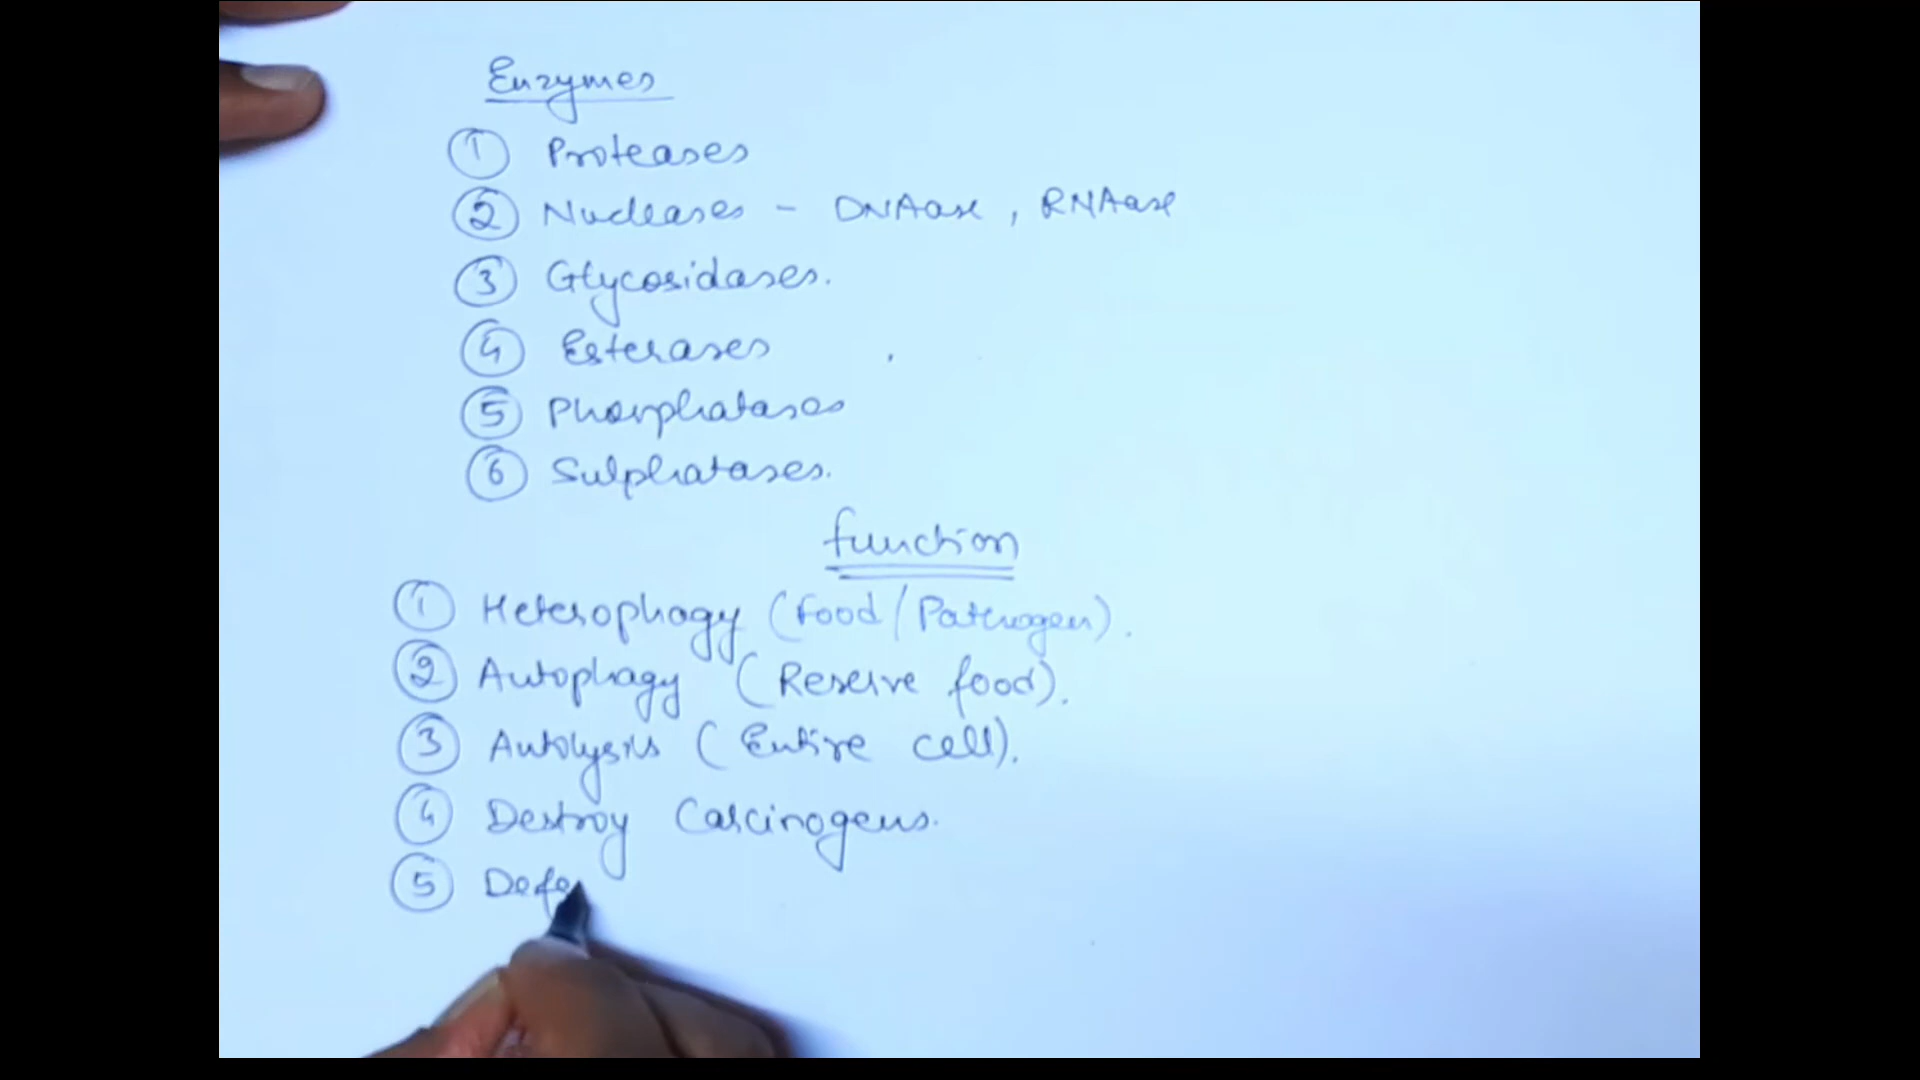 Enzymes
① Proteases
② Nucleases - DNAase, RNAase
③ Glycosidases.
④ Esterases
⑤ Phosphatases
⑥ Sulphatases.
function
① Heterophagy (Food/Pathogen).
② Autophagy (Reserve food).
③ Autolysis (Entire cell).
④ Destroy Carcinogens.
⑤ Defe